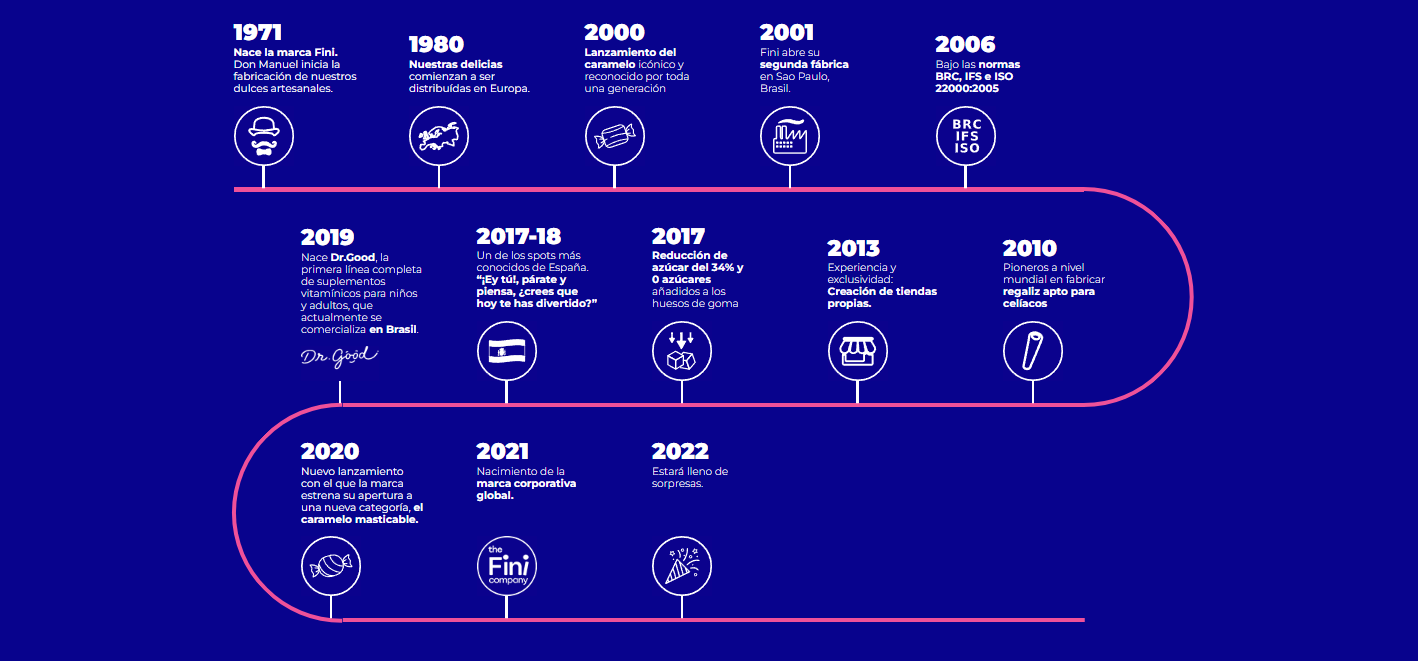 1971
Nace la marca Fini.
Don Manuel inicia la
fabricación de nuestros
dulces artesanales.
1980
Nuestras delicias
comienzan a ser
distribuídas en Europa.
2000
Lanzamiento del
caramelo icónico y
reconocido por toda
una generación
2001
Fini abre su
segunda fábrica
en Sao Paulo,
Brasil.
2006
Bajo las normas
BRC, IFS e ISO
22000:2005
BRC
IFS
ISO
2019
Nace Dr.Good, la
primera línea completa
de suplementos
vitamínicos para niños
y adultos, que
actualmente se
comercializa en Brasil.
Dr. Good
2017-18
Un de los spots más
conocidos de España.
“¡Ey tú!, párate y
piensa, ¿crees que
hoy te has divertido?”
2017
Reducción de
azúcar del 34% y
0 azúcares
añadidos a los
huesos de goma
2013
Experiencia y
exclusividad:
Creación de tiendas
propias.
2010
Pioneros a nivel
mundial en fabricar
regaliz apto para
celíacos
2020
Nuevo lanzamiento
con el que la marca
estrena su apertura a
una nueva categoría, el
caramelo masticable.
2021
Nacimiento de la
marca corporativa
global.
the
Fini
company
2022
Estará lleno de
sorpresas.